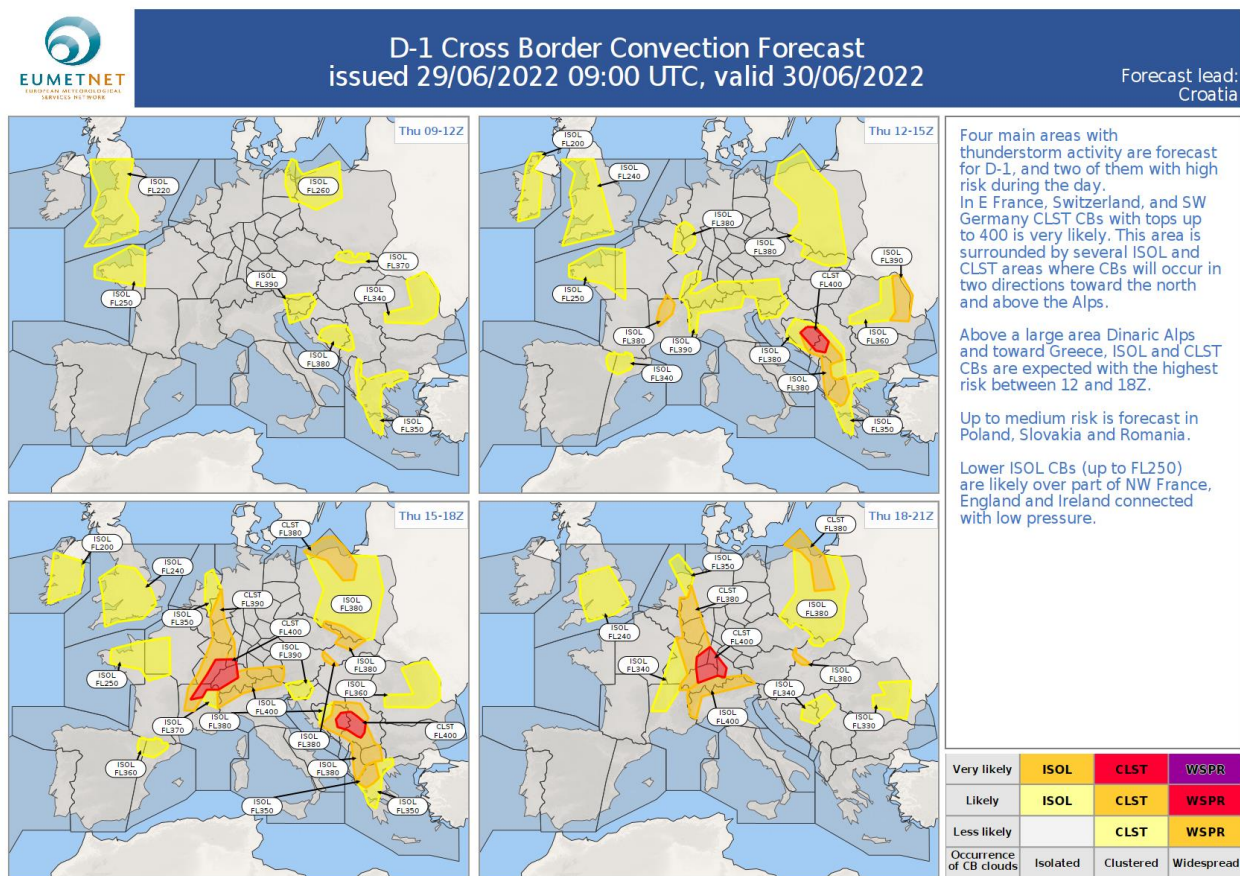 EUMETNET
EUROPEAN METEOROLOGICAL
SERVICES NETWORK
D-1 Cross Border Convection Forecast
issued 29/06/2022 09:00 UTC, valid 30/06/2022
Forecast lead:
Croatia
Thu 09-12Z
ISOL
FL220
ISOL
FL260
ISOL
FL250
ISOL
FL390
ISOL
FL370
ISOL
FL340
ISOL
FL380
ISOL
FL350
Thu 12-15Z
ISOL
FL200
ISOL
FL240
ISOL
FL380
ISOL
FL380
ISOL
FL390
CLST
FL400
ISOL
FL250
ISOL
FL380
ISOL
FL390
ISOL
FL340
ISOL
FL380
ISOL
FL360
ISOL
FL380
ISOL
FL350
Thu 15-18Z
CLST
FL380
ISOL
FL200
ISOL
FL240
ISOL
FL350
CLST
FL390
ISOL
FL380
CLST
FL400
ISOL
FL390
ISOL
FL250
ISOL
FL380
ISOL
FL360
ISOL
FL370
ISOL
FL380
ISOL
FL400
ISOL
FL380
CLST
FL400
ISOL
FL360
ISOL
FL380
ISOL
FL350
ISOL
FL350
Thu 18-21Z
CLST
FL380
ISOL
FL350
CLST
FL380
ISOL
FL380
ISOL
FL240
CLST
FL400
ISOL
FL340
ISOL
FL380
ISOL
FL340
ISOL
FL400
ISOL
FL330
Four main areas with
thunderstorm activity are forecast
for D-1, and two of them with high
risk during the day.
In E France, Switzerland, and SW
Germany CLST CBs with tops up
to 400 is very likely. This area is
surrounded by several ISOL and
CLST areas where CBs will occur in
two directions toward the north
and above the Alps.
Above a large area Dinaric Alps
and toward Greece, ISOL and CLST
CBs are expected with the highest
risk between 12 and 18Z.
Up to medium risk is forecast in
Poland, Slovakia and Romania.
Lower ISOL CBs (up to FL250)
are likely over part of NW France,
England and Ireland connected
with low pressure.
Very likely ISOL CLST WSPR
Likely ISOL CLST WSPR
Less likely CLST WSPR
Occurrence
of CB clouds Isolated Clustered Widespread